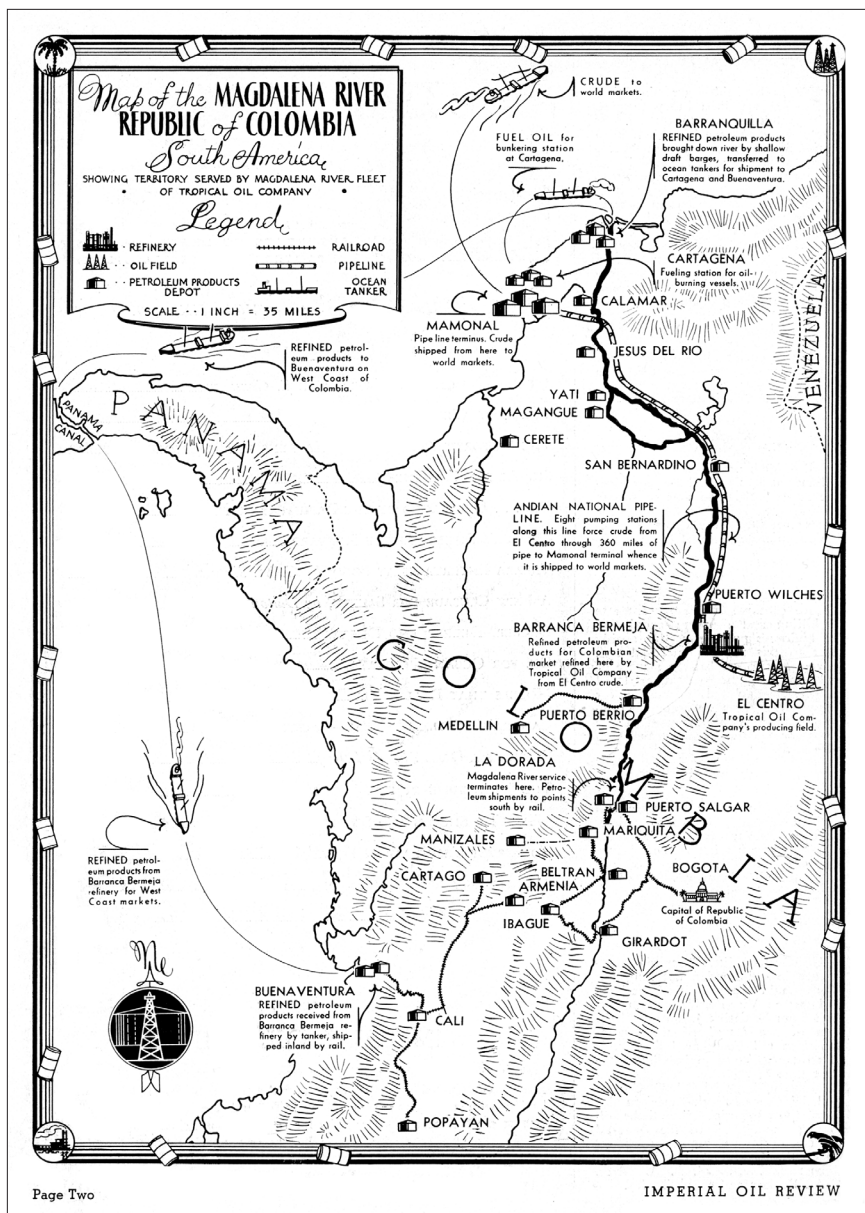 Map of the MAGDALENA RIVER
REPUBLIC of COLOMBIA
South America
SHOWING TERRITORY SERVED BY MAGDALENA RIVER FLEET
OF TROPICAL OIL COMPANY
Legend
REFINERY
OIL FIELD
PETROLEUM PRODUCTS
DEPOT
RAILROAD
PIPELINE
OCEAN
TANKER
SCALE · · 1 INCH = 35 MILES
CRUDE to
world markets.
FUEL OIL for
bunkering station
at Cartagena.
BARRANQUILLA
REFINED petroleum products
brought down river by shallow
draft barges, transferred to
ocean tankers for shipment to
Cartagena and Buenaventura.
CARTAGENA
Fueling station for oil-
burning vessels.
CALAMAR
MAMONAL
Pipe line terminus. Crude
shipped from here to
world markets.
REFINED petrol-
eum products to
Buenaventura on
West Coast of
Colombia.
JESUS DEL RIO
VENEZUELA
PANAMA
CANAL
PANAMA
YATI
MAGANGUE
CERETE
SAN BERNARDINO
ANDIAN NATIONAL PIPE-
LINE. Eight pumping stations
along this line force crude from
El Centro through 360 miles of
pipe to Mamonal terminal whence
it is shipped to world markets.
PUERTO WILCHES
BARRANCA BERMEJA
Refined petroleum pro-
ducts for Colombian
market refined here by
Tropical Oil Company
from El Centro crude.
COLOMBIA
EL CENTRO
Tropical Oil Com-
pany's producing field.
MEDELLIN
PUERTO BERRIO
LA DORADA
Magdalena River service
terminates here. Petro-
leum shipments to points
south by rail.
PUERTO SALGAR
MARIQUITA
MANIZALES
CARTAGO
BELTRAN
ARMENIA
BOGOTA
Capital of Republic
of Colombia
IBAGUE
GIRARDOT
REFINED petrol-
eum products from
Barranca Bermeja
refinery for West
Coast markets.
Ne
BUENAVENTURA
REFINED petroleum
products received from
Barranca Bermeja re-
finery by tanker, ship-
ped inland by rail.
CALI
POPAYAN
Page Two
IMPERIAL OIL REVIEW